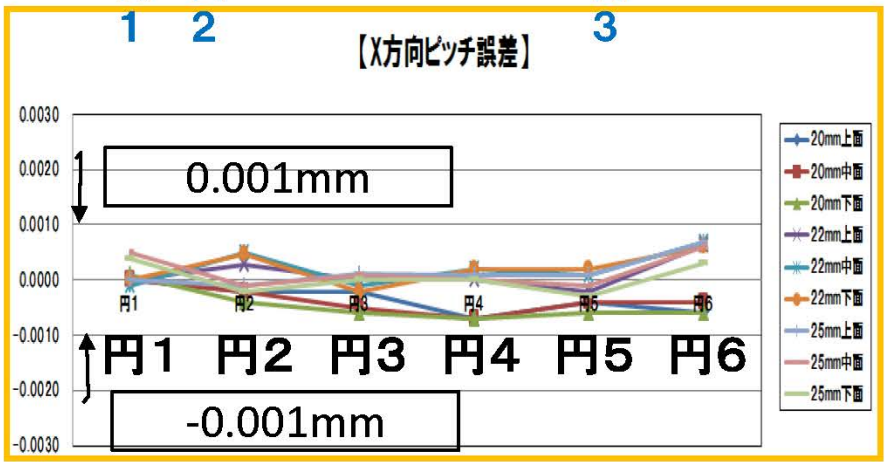 1 2 3
【X方向ピッチ誤差】
0.0030
0.0020
0.0010
0.0000
-0.0010
-0.0020
-0.0030
0.001mm
円1 円2 円3 円4 円5 円6
円1 円2 円3 円4 円5 円6
-0.001mm
20mm上面
20mm中面
20mm下面
22mm上面
22mm中面
22mm下面
25mm上面
25mm中面
25mm下面